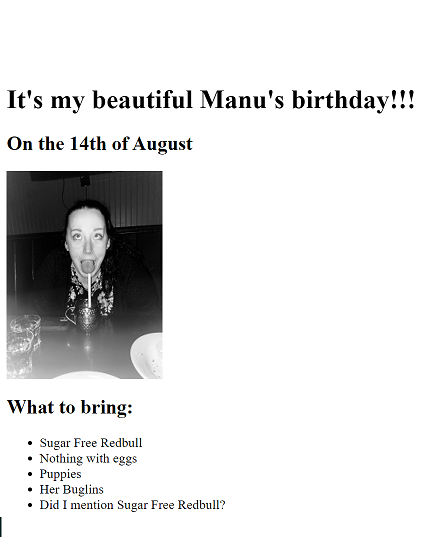 It's my beautiful Manu's birthday!!!
On the 14th of August
What to bring:
Sugar Free Redbull
Nothing with eggs
Puppies
Her Buglins
Did I mention Sugar Free Redbull?